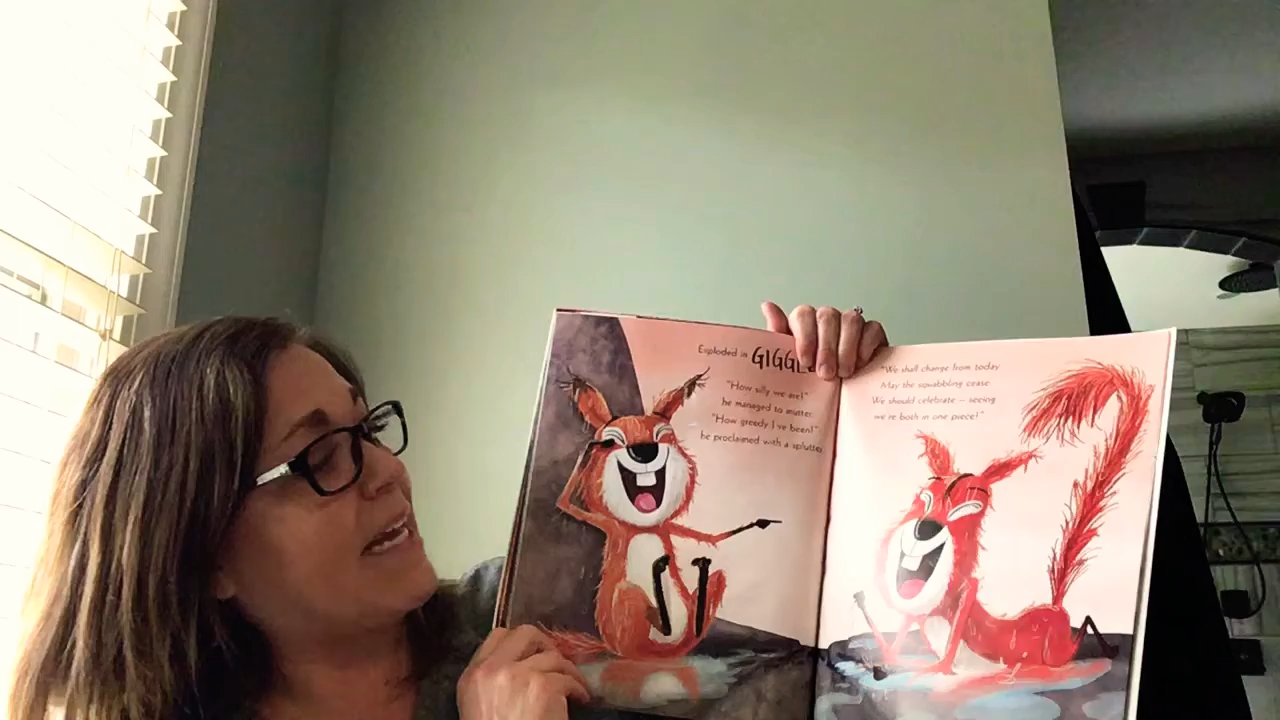 Exploded in GIGGL
"How silly we are!"
he managed to mutter.
"How greedy I've been!"
he proclaimed with a splutter
"We shall change from today
May the squabbling cease
We should celebrate – seeing
we're both in one piece!"